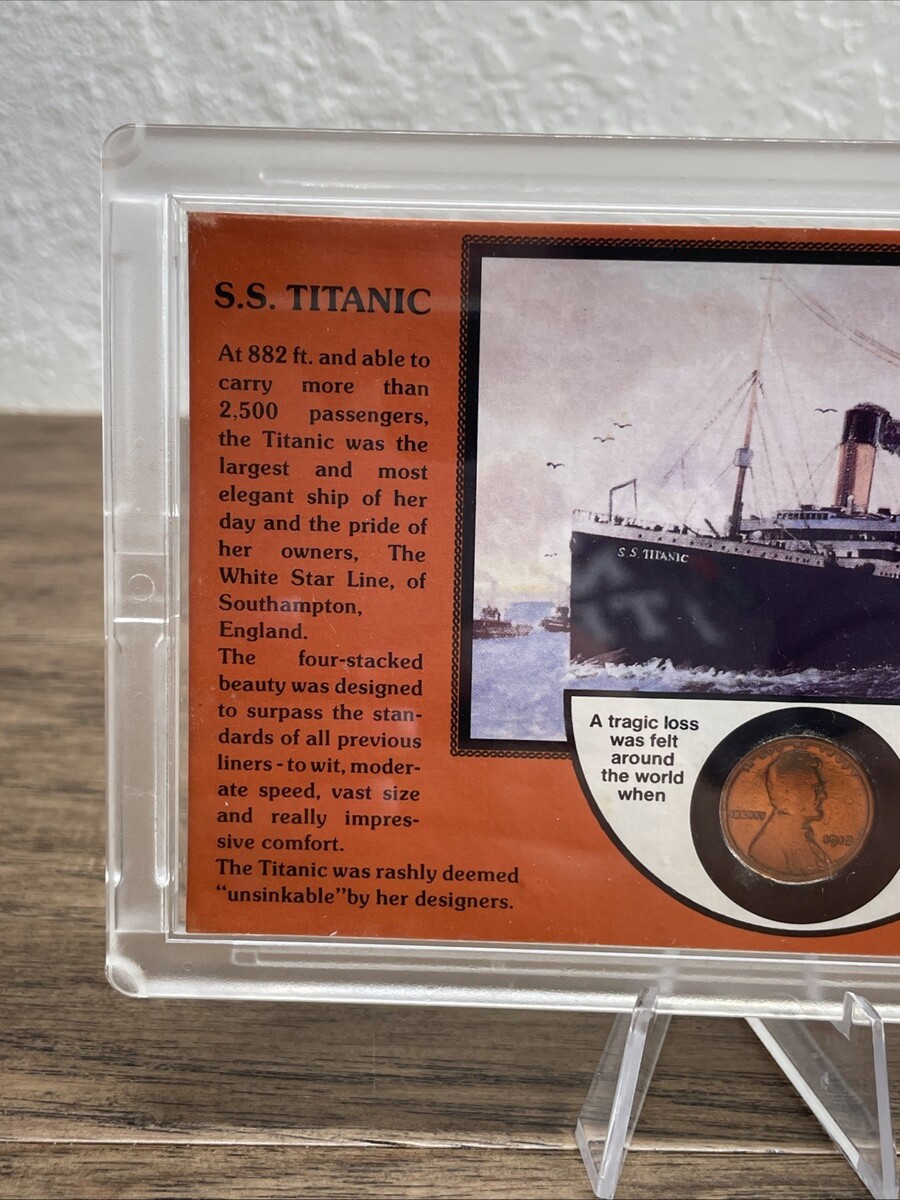 S.S. TITANIC
At 882 ft. and able to
carry more than
2,500 passengers,
the Titanic was the
largest and most
elegant ship of her
day and the pride of
her owners, The
White Star Line, of
Southampton,
England.
The four-stacked
beauty was designed
to surpass the stan-
dards of all previous
liners - to wit, moder-
ate speed, vast size
and really impres-
sive comfort.
The Titanic was rashly deemed
“unsinkable”by her designers.
S.S. TITANIC
A tragic loss
was felt
around
the world
when
LIBERTY
1912